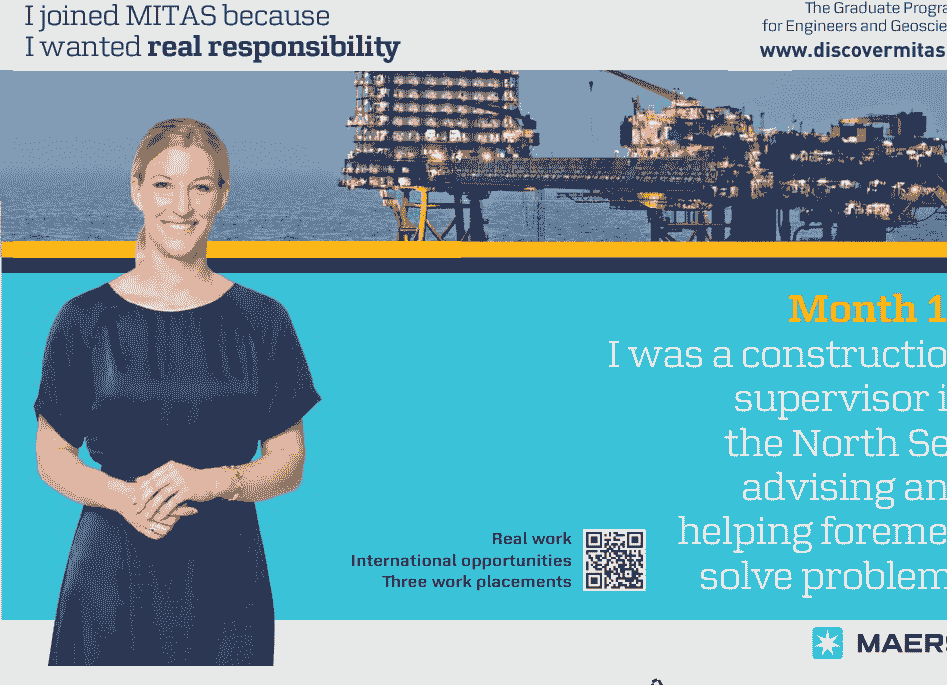 I joined MITAS because
I wanted real responsibility
The Graduate Progra
for Engineers and Geoscie
www.discovermitas
Month 1
I was a constructio
supervisor i
the North Se
advising an
helping foreme
solve problem
Real work
International opportunities
Three work placements
MAERS